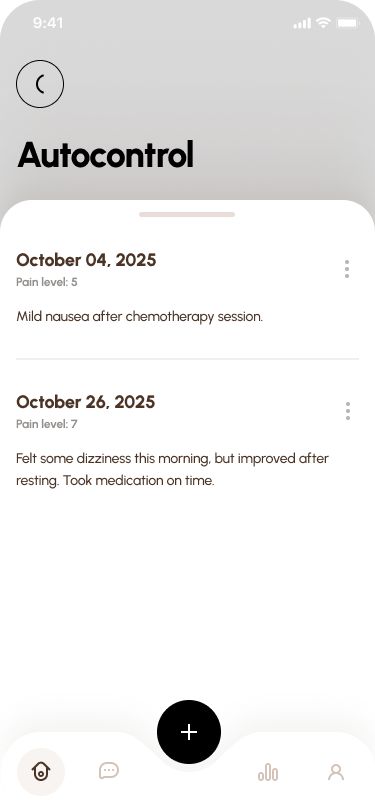 9:41
Autocontrol
October 04, 2025
Pain level: 5
Mild nausea after chemotherapy session.
October 26, 2025
Pain level: 7
Felt some dizziness this morning, but improved after
resting. Took medication on time.